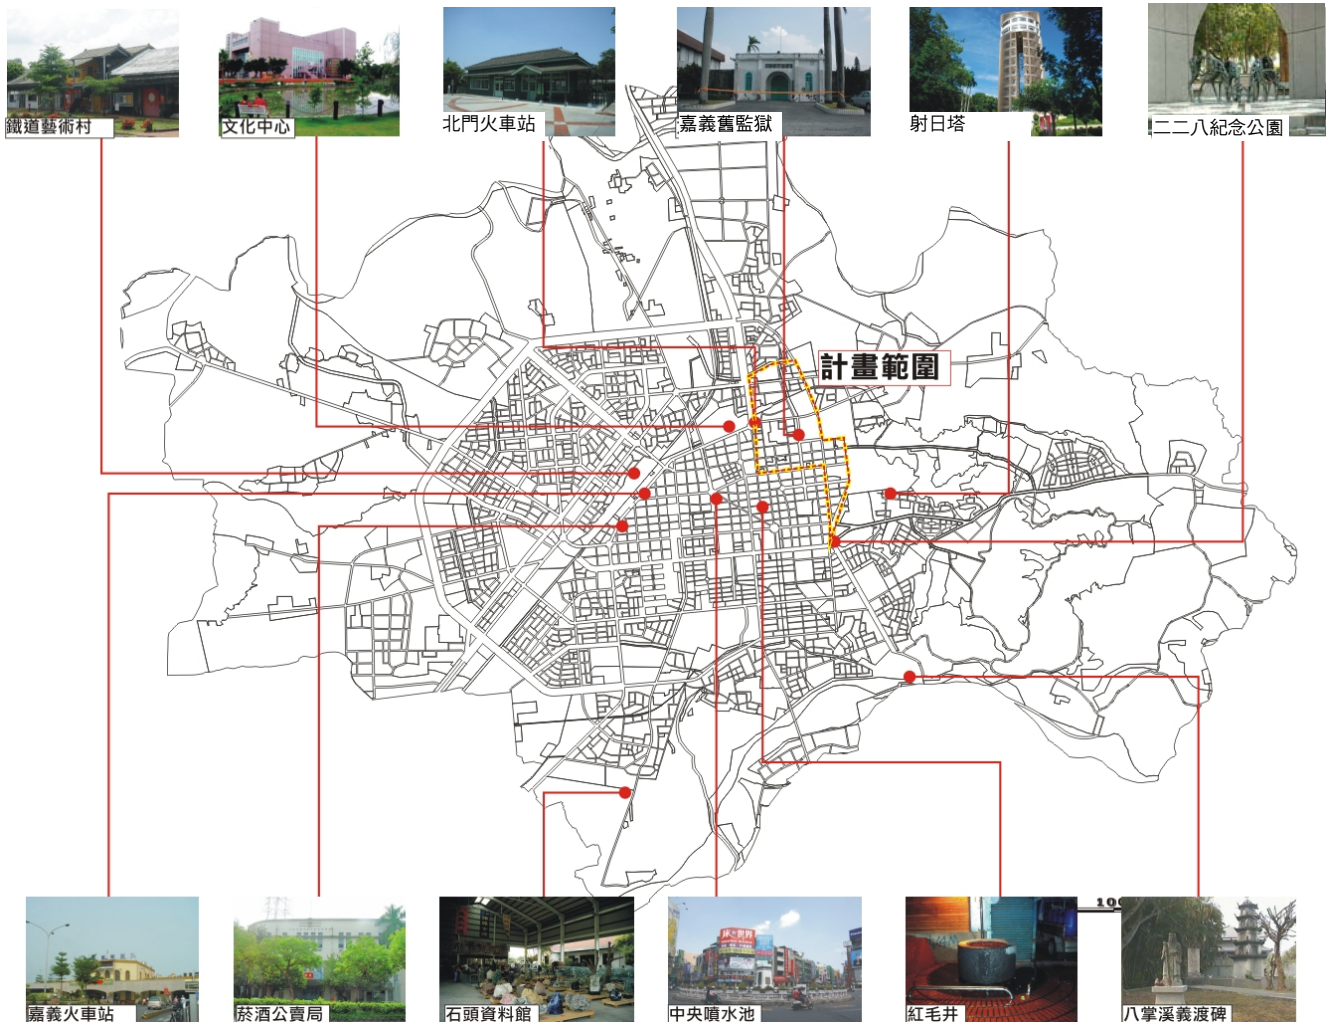 鐵道藝術村
文化中心
北門火車站
嘉義舊監獄
射日塔
二二八紀念公園
計畫範圍
嘉義火車站
菸酒公賣局
石頭資料館
中央噴水池
紅毛井
八掌溪義渡碑